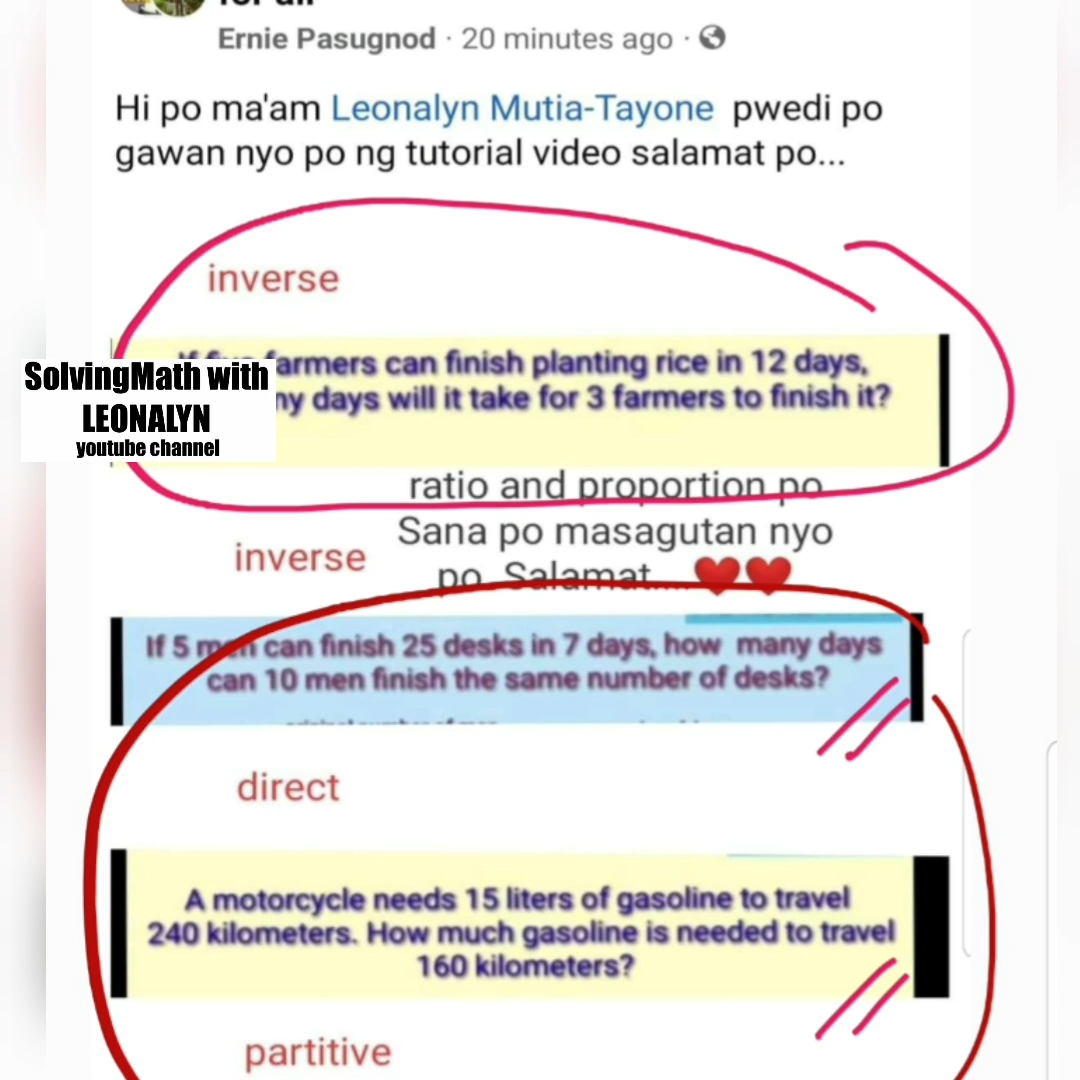 Ernie Pasugnod · 20 minutes ago ·
Hi po ma'am Leonalyn Mutia-Tayone pwedi po
gawan nyo po ng tutorial video salamat po...
inverse
farmers can finish planting rice in 12 days,
days will it take for 3 farmers to finish it?
SolvingMath with
LEONALYN
youtube channel
ratio and proportion po
Sana po masagutan nyo
po. Salamat.... ❤❤
inverse
If 5 men can finish 25 desks in 7 days, how many days
can 10 men finish the same number of desks?
direct
A motorcycle needs 15 liters of gasoline to travel
240 kilometers. How much gasoline is needed to travel
160 kilometers?
partitive